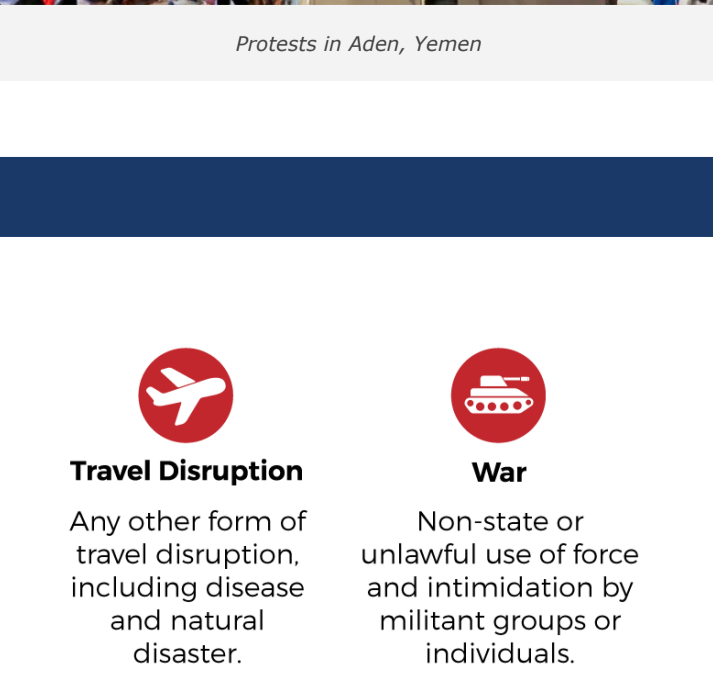 Protests in Aden, Yemen
Travel Disruption
Any other form of
travel disruption,
including disease
and natural
disaster.
War
Non-state or
unlawful use of force
and intimidation by
militant groups or
individuals.